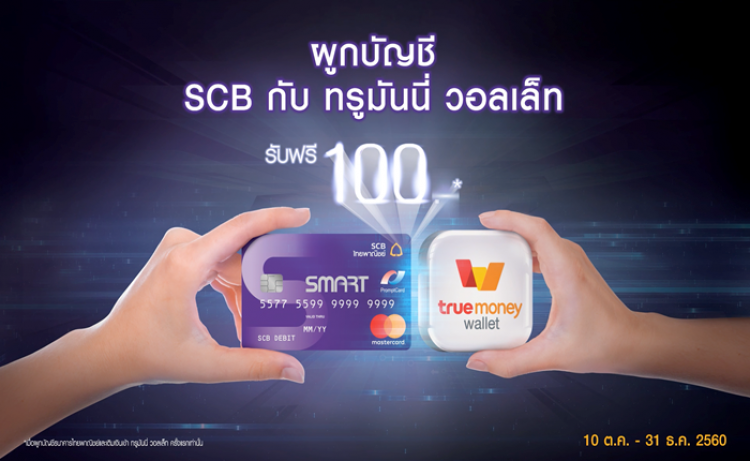 ผูกบัญชี
SCB กับ ทรูมันนี่ วอลเล็ท
รับฟรี 100.-*
SCB
ไทยพาณิชย์
SMART
PromptCard
5577 5599 9999 9999
VALID THRU
MM/YY
SCB DEBIT
mastercard
truemoney
wallet
*เมื่อผูกบัญชีธนาคารไทยพาณิชย์และเติมเงินเข้า ทรูมันนี่ วอลเล็ท ครั้งแรกเท่านั้น
10 ต.ค. - 31 ธ.ค. 2560